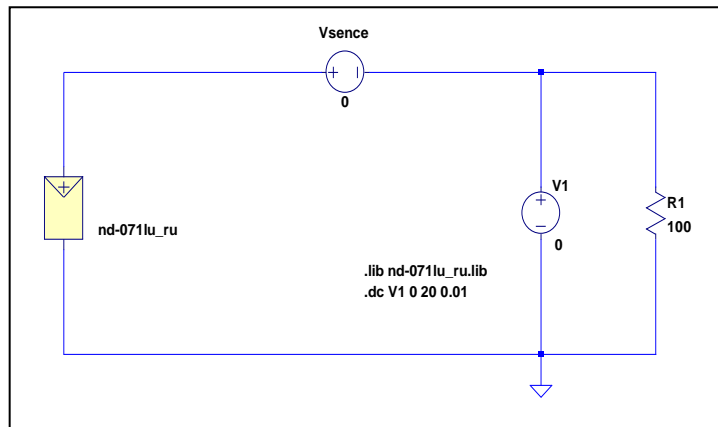 Vsence
0
nd-071lu_ru
V1
0
R1
100
.lib nd-071lu_ru.lib
.dc V1 0 20 0.01